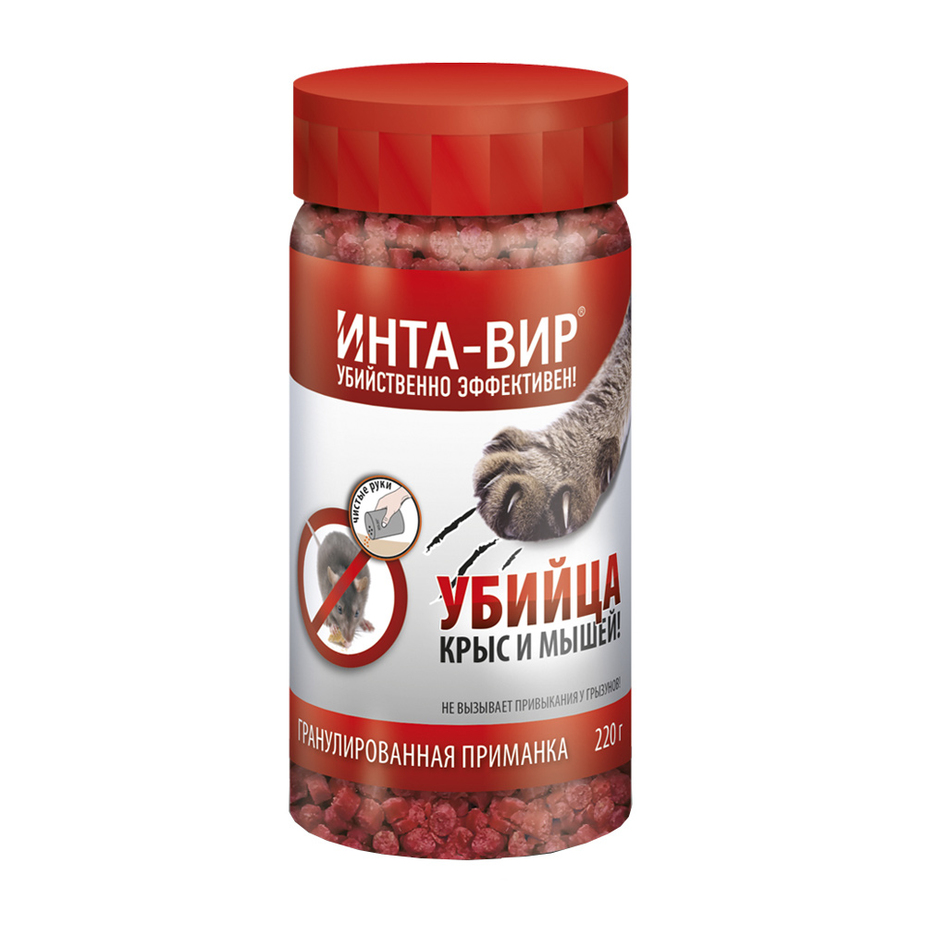 ИНТА-ВИР®
УБИЙСТВЕННО ЭФФЕКТИВЕН!
чистые руки
УБИЙЦА
КРЫС И МЫШЕЙ!
НЕ ВЫЗЫВАЕТ ПРИВЫКАНИЯ У ГРЫЗУНОВ!
ГРАНУЛИРОВАННАЯ ПРИМАНКА 220 г